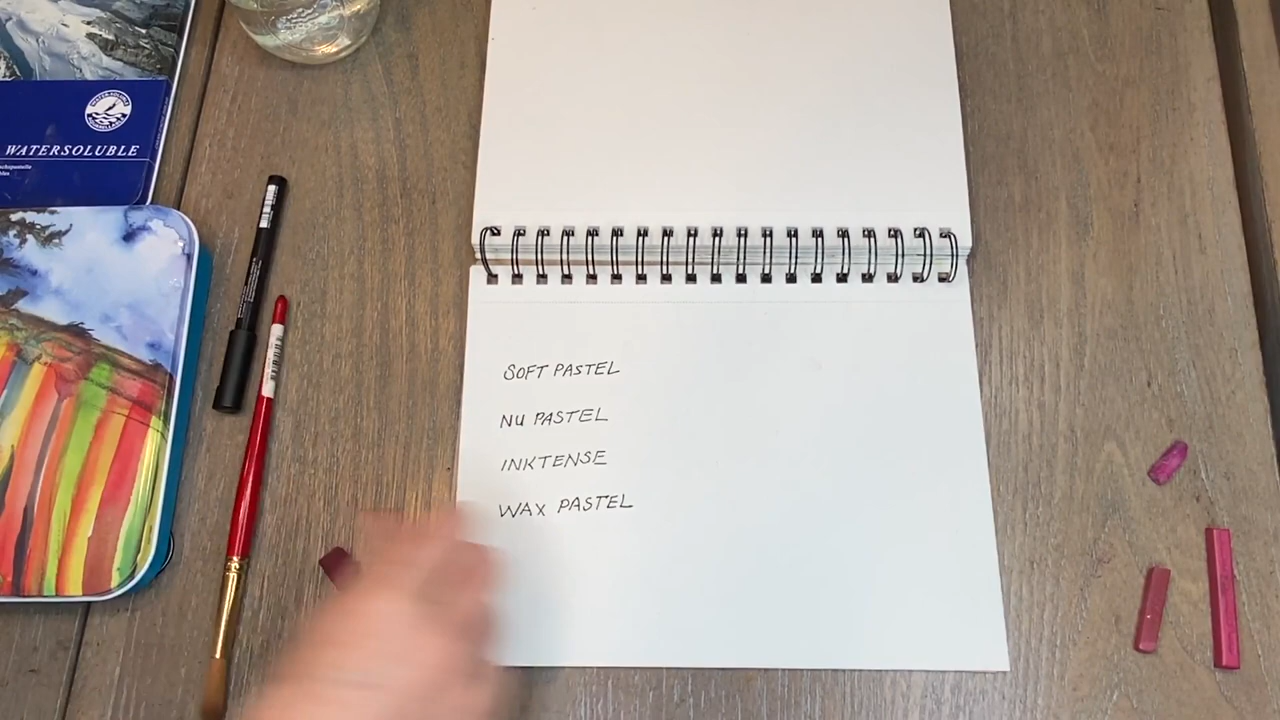 WATERSOLUBLE
SOFT PASTEL
NU PASTEL
INKTENSE
WAX PASTEL